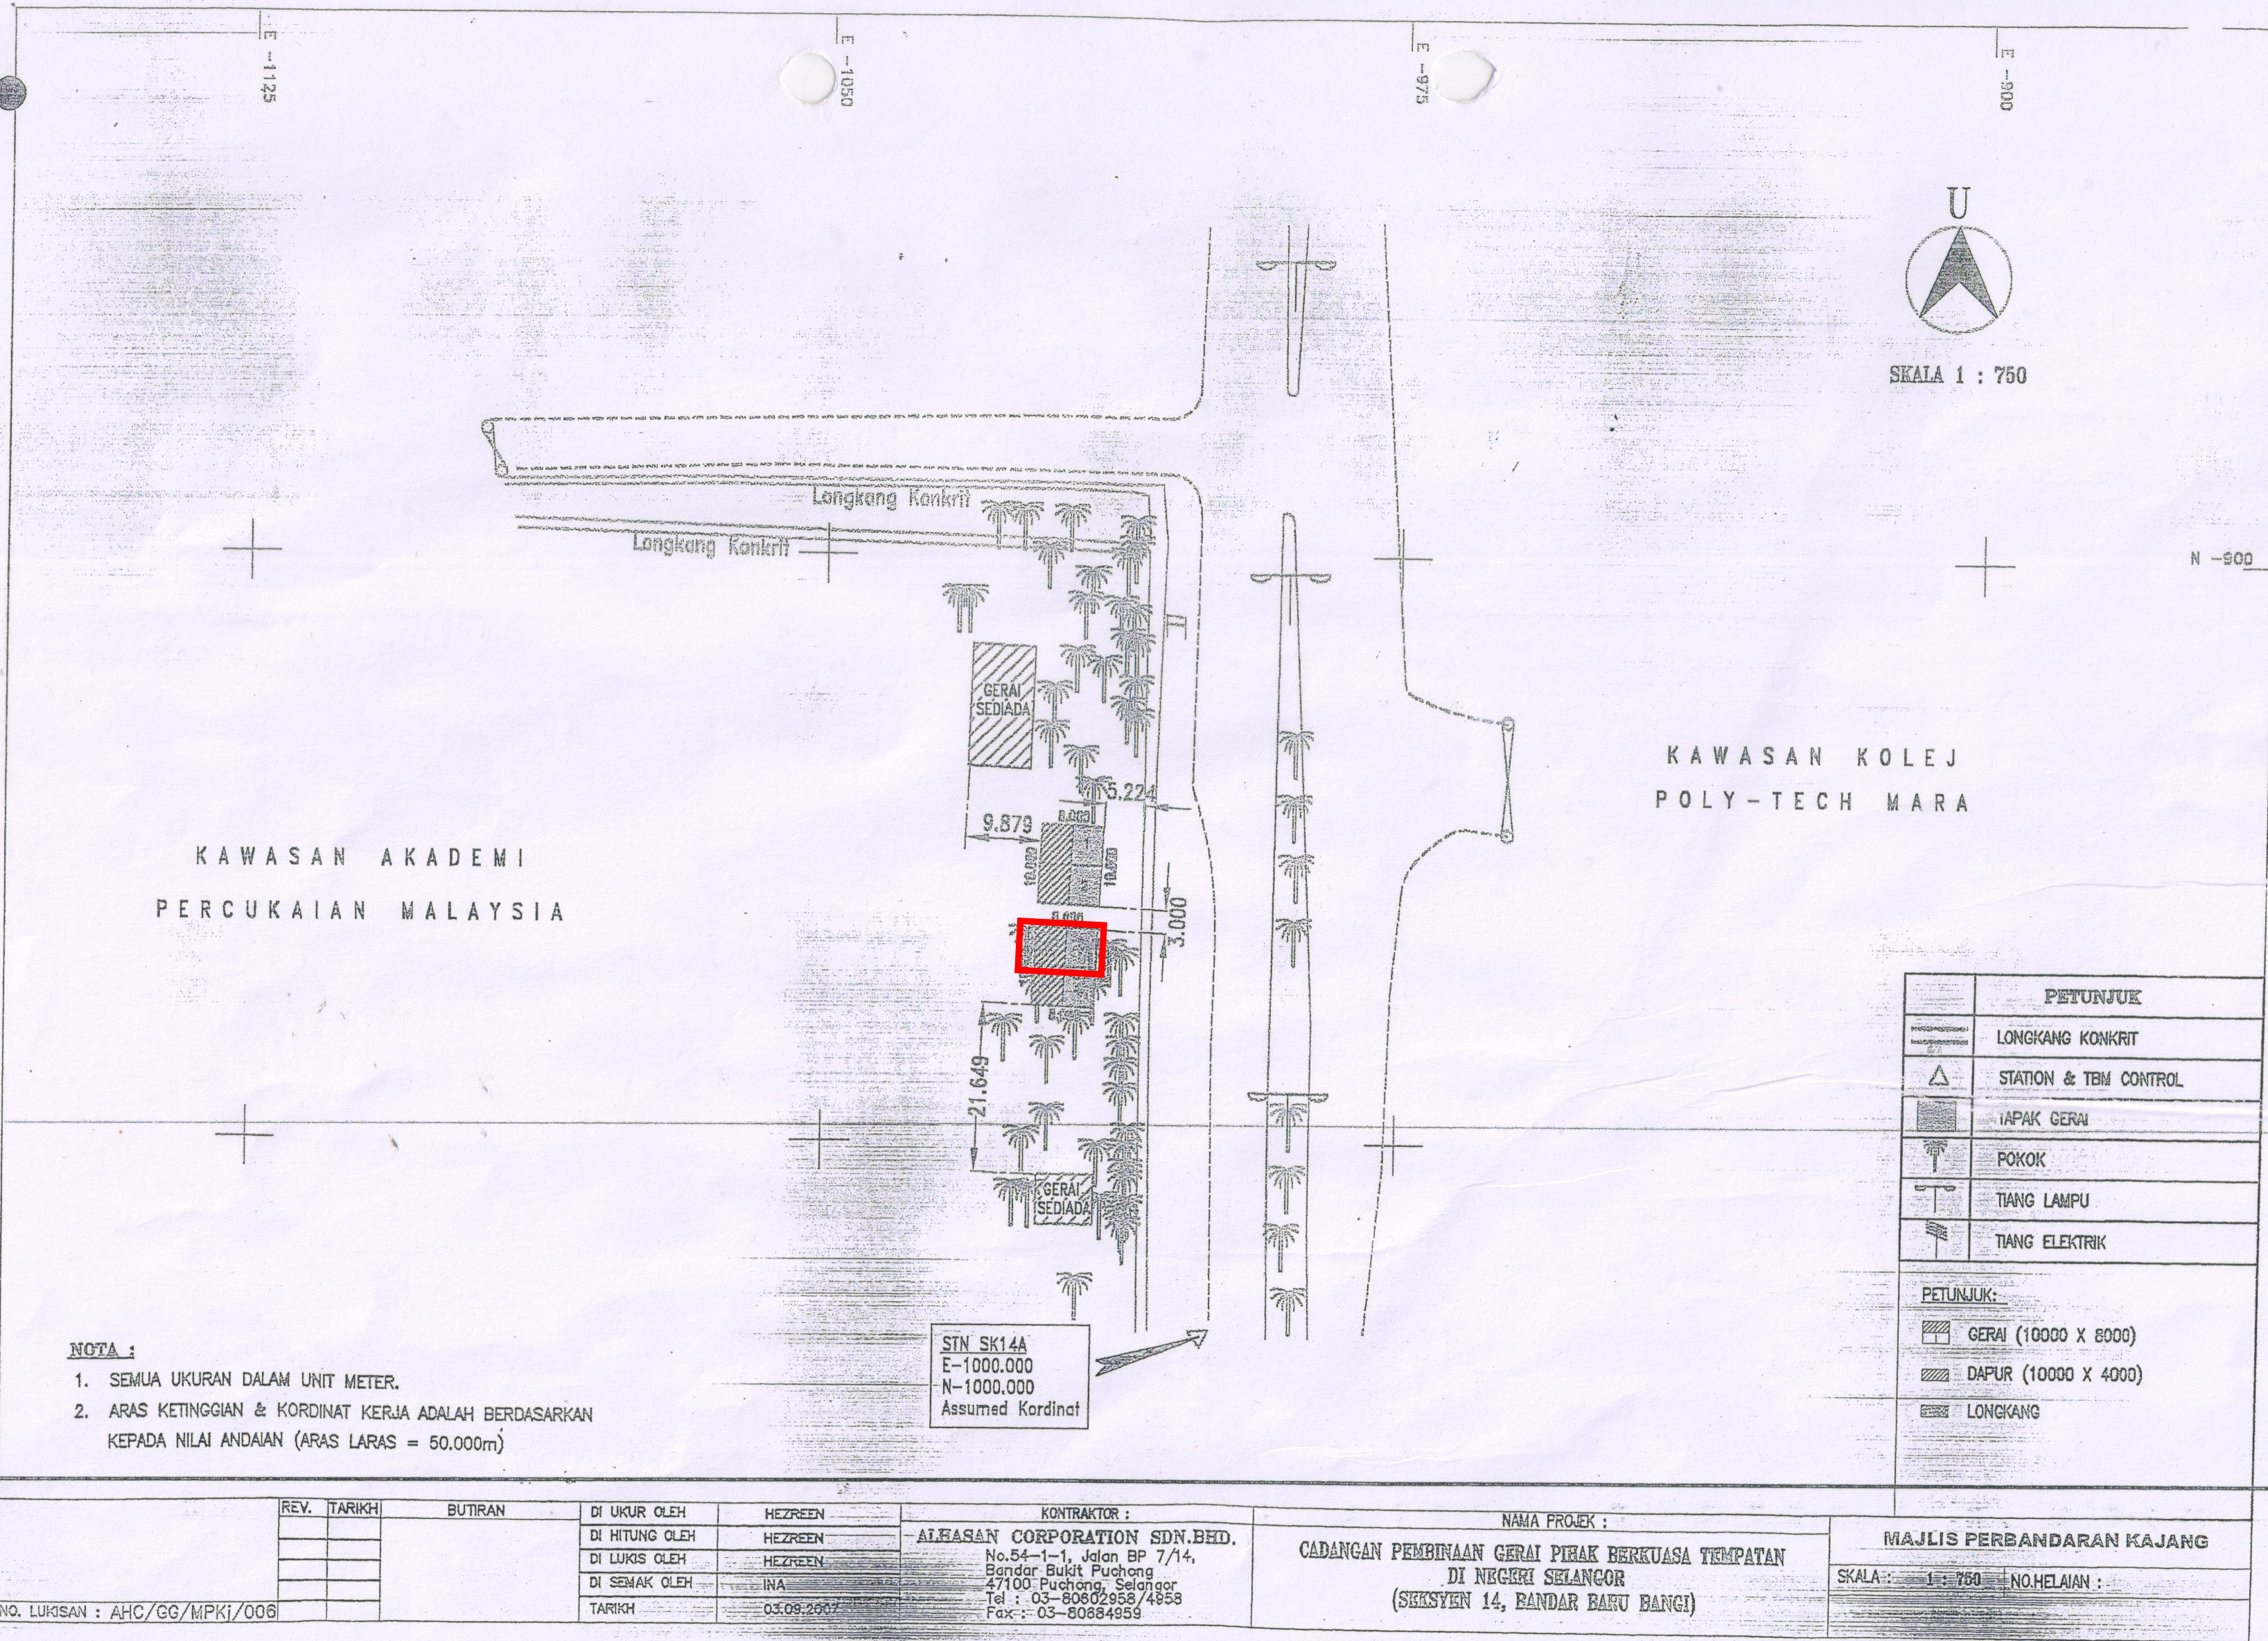 E -1125
E -1050
E -975
E -900
U
SKALA 1 : 750
Longkang Konkrit
Longkang Konkrit
N -900
GERAI
SEDIADA
KAWASAN KOLEJ
POLY-TECH MARA
5.224
9.879
KAWASAN AKADEMI
PERCUKAIAN MALAYSIA
3.000
21.649
GERAI
SEDIADA
PETUNJUK
LONGKANG KONKRIT
STATION & TBM CONTROL
TAPAK GERAI
POKOK
TIANG LAMPU
TIANG ELEKTRIK
PETUNJUK:
GERAI (10000 X 8000)
DAPUR (10000 X 4000)
LONGKANG
STN SK14A
E-1000.000
N-1000.000
Assumed Kordinat
NOTA :
1. SEMUA UKURAN DALAM UNIT METER.
2. ARAS KETINGGIAN & KORDINAT KERJA ADALAH BERDASARKAN
KEPADA NILAI ANDAIAN (ARAS LARAS = 50.000m)
REV. TARIKH BUTIRAN
NO. LUKISAN : AHC/GG/MPKj/006
DI UKUR OLEH HEZREEN
DI HITUNG OLEH HEZREEN
DI LUKIS OLEH HEZREEN
DI SEMAK OLEH INA
TARIKH 03.09.2007
KONTRAKTOR :
ALHASAN CORPORATION SDN.BHD.
No.54-1-1, Jalan BP 7/14,
Bandar Bukit Puchong
47100 Puchong, Selangor
Tel : 03-80602958/4958
Fax : 03-80684959
NAMA PROJEK :
CADANGAN PEMBINAAN GERAI PIHAK BERKUASA TEMPATAN
DI NEGERI SELANGOR
(SEKSYEN 14, BANDAR BARU BANGI)
MAJLIS PERBANDARAN KAJANG
SKALA : 1 : 750 NO.HELAIAN :